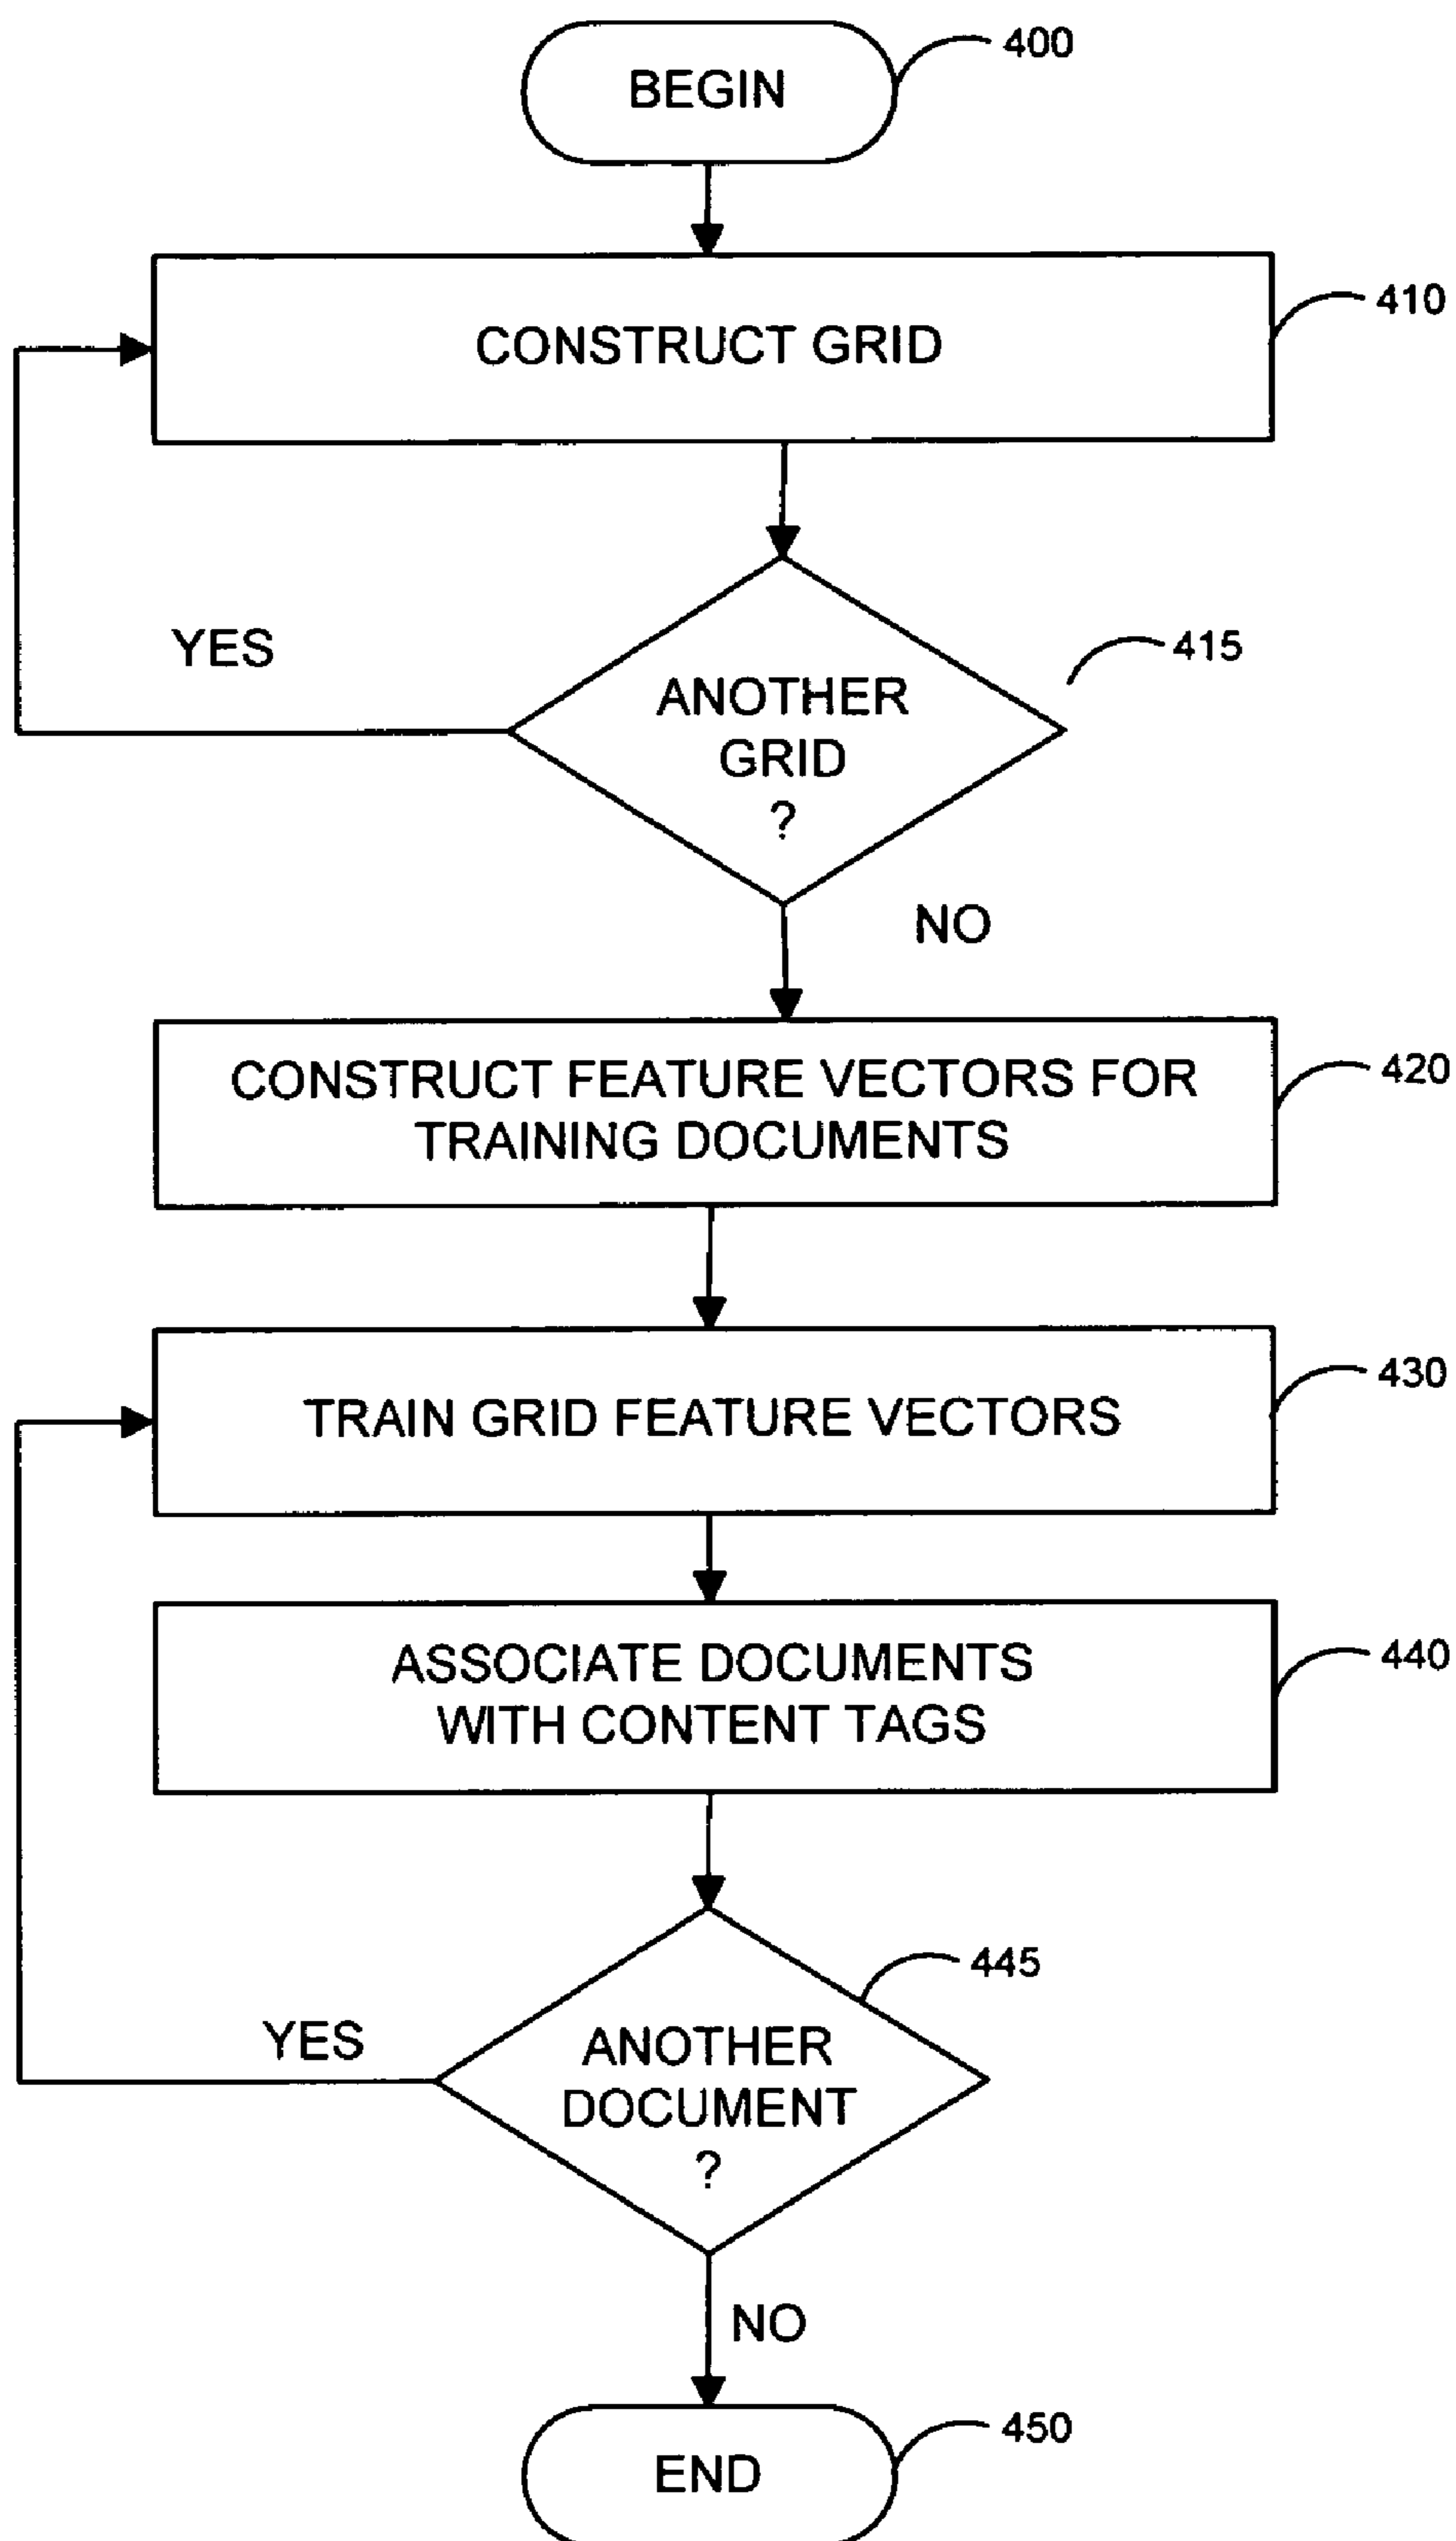 BEGIN
400
CONSTRUCT GRID
410
YES
415
ANOTHER
GRID
?
NO
CONSTRUCT FEATURE VECTORS FOR
TRAINING DOCUMENTS
420
TRAIN GRID FEATURE VECTORS
430
ASSOCIATE DOCUMENTS
WITH CONTENT TAGS
440
445
YES
ANOTHER
DOCUMENT
?
NO
END
450